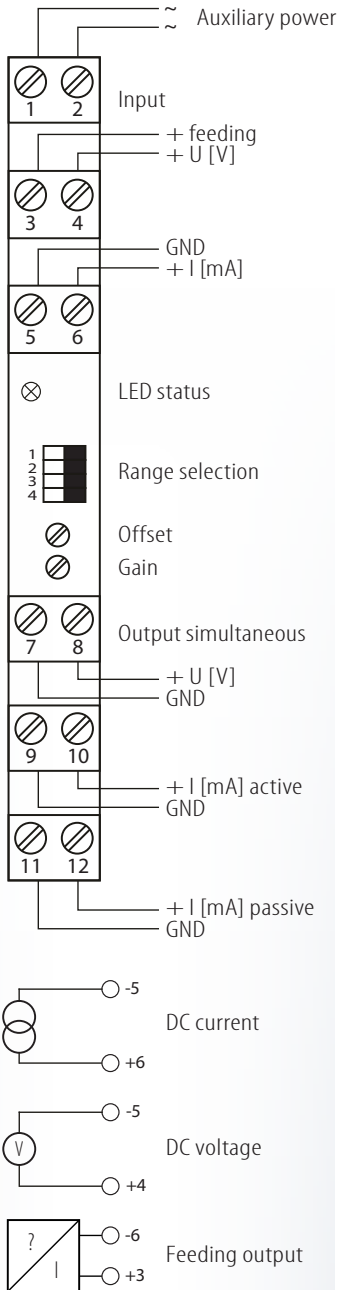 ~ Auxiliary power
~
1 2 Input
+ feeding
+ U [V]
3 4
GND
+ I [mA]
5 6
LED status
1
2
3
4
Range selection
Offset
Gain
7 8 Output simultaneous
+ U [V]
GND
9 10
+ I [mA] active
GND
11 12
+ I [mA] passive
GND
-5
DC current
+6
-5
V DC voltage
+4
? -6
Feeding output
I +3